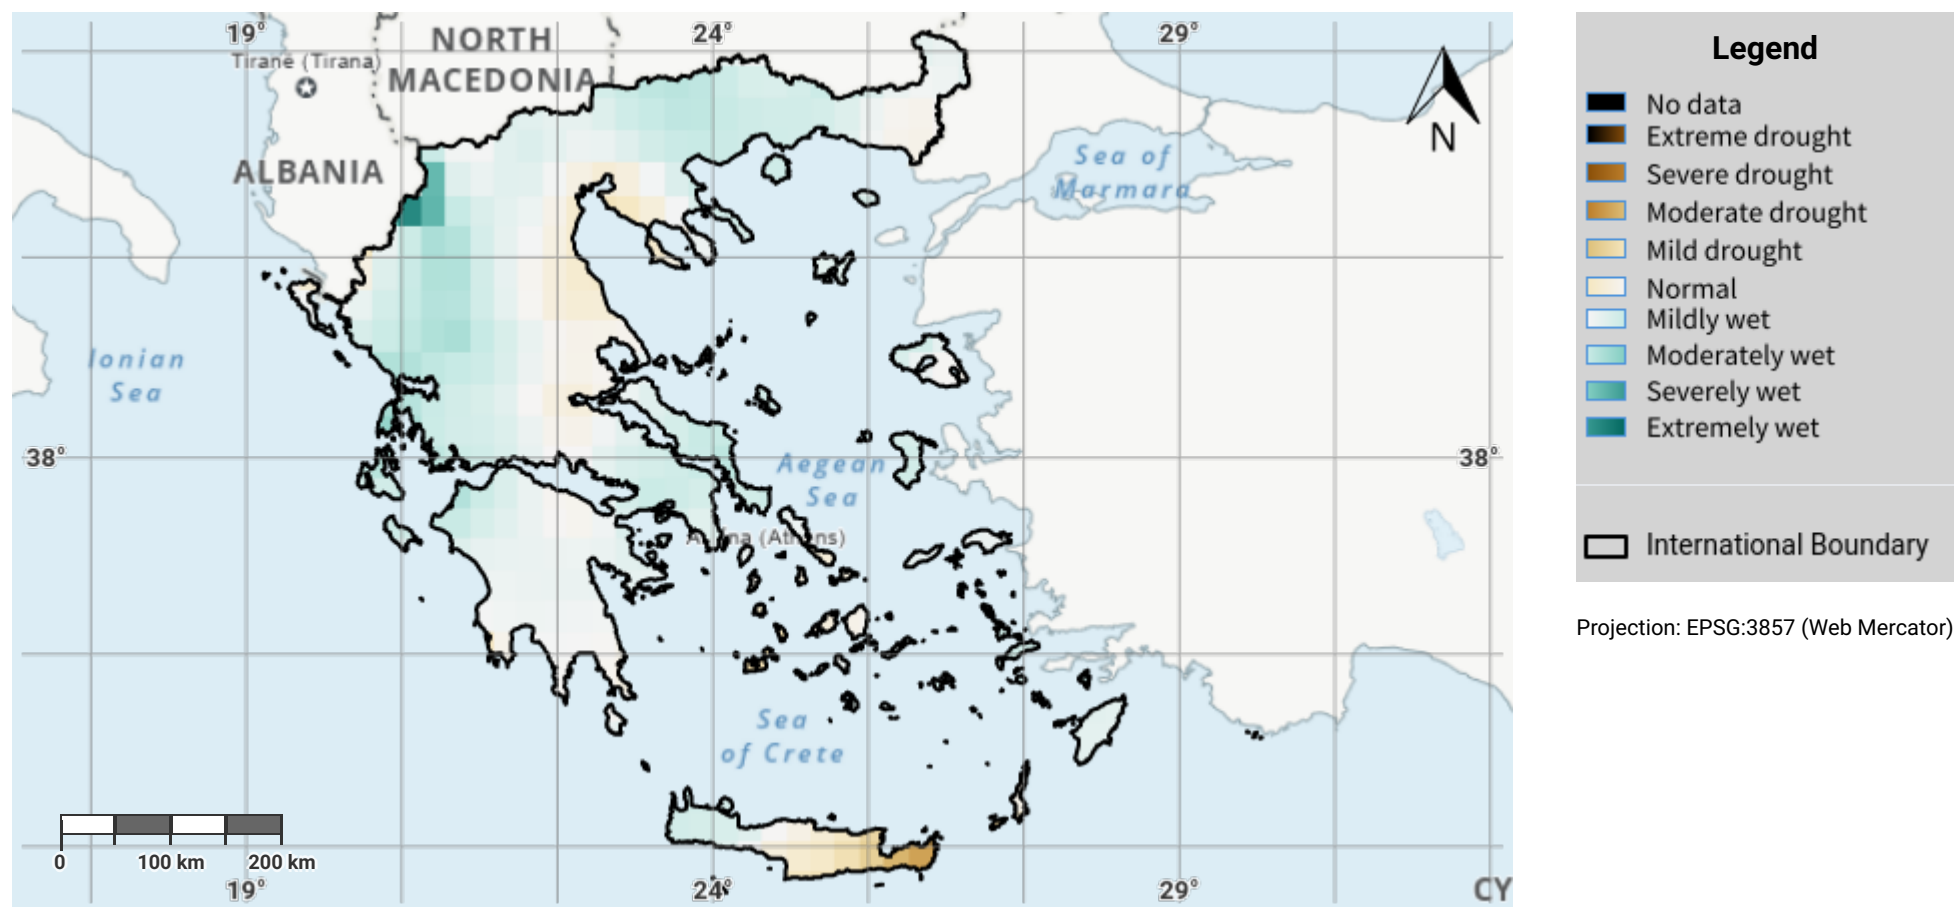 19°
24°
29°
NORTH
MACEDONIA
Tiranë (Tirana)
ALBANIA
Sea of
Marmara
N
Ionian
Sea
38°
38°
Aegean
Sea
(Athens)
Sea
of Crete
0
100 km
200 km
19°
24°
29°
CY
Legend
No data
Extreme drought
Severe drought
Moderate drought
Mild drought
Normal
Mildly wet
Moderately wet
Severely wet
Extremely wet
International Boundary
Projection: EPSG:3857 (Web Mercator)